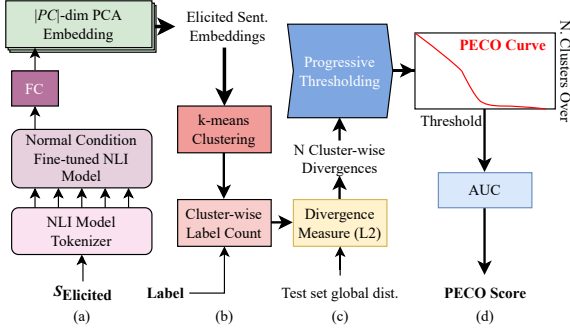 |PC|-dim PCA
Embedding
FC
Normal Condition
Fine-tuned NLI
Model
NLI Model
Tokenizer
SElicited
(a)
Elicited Sent.
Embeddings
k-means
Clustering
Cluster-wise
Label Count
Label
(b)
Progressive
Thresholding
N Cluster-wise
Divergences
Divergence
Measure (L2)
Test set global dist.
(c)
PECO Curve
N. Clusters Over
Threshold
AUC
PECO Score
(d)